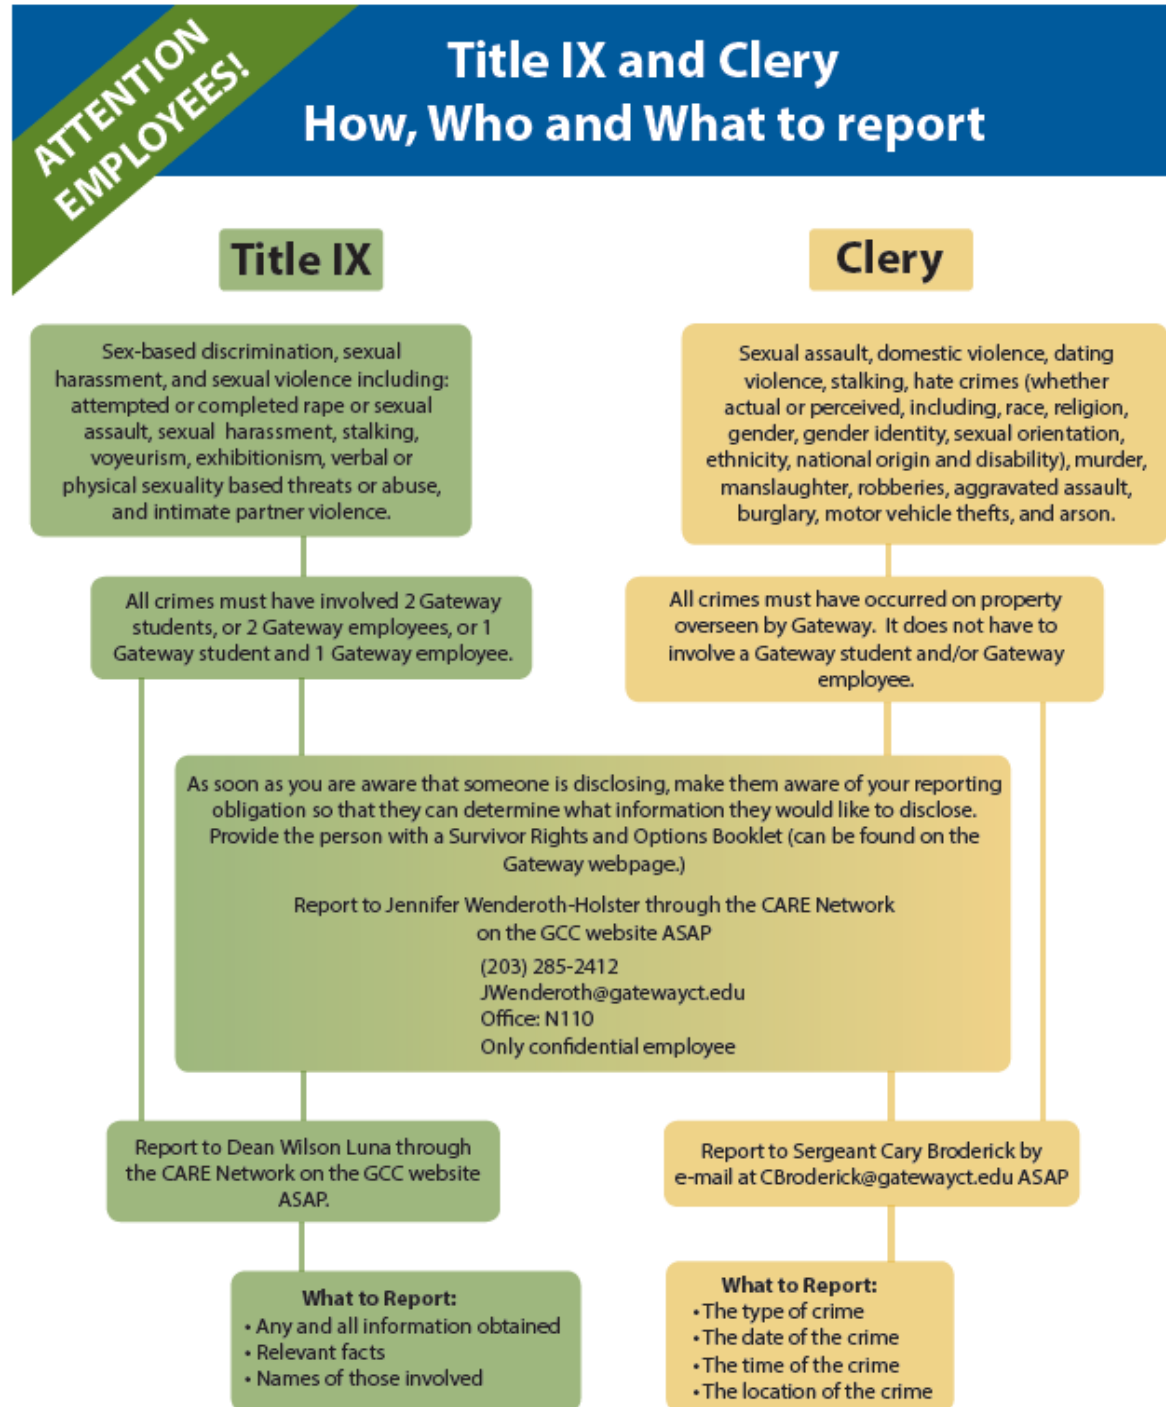 ATTENTION
EMPLOYEES!
Title IX and Clery
How, Who and What to report
Title IX
Sex-based discrimination, sexual
harassment, and sexual violence including:
attempted or completed rape or sexual
assault, sexual harassment, stalking,
voyeurism, exhibitionism, verbal or
physical sexuality based threats or abuse,
and intimate partner violence.
All crimes must have involved 2 Gateway
students, or 2 Gateway employees, or 1
Gateway student and 1 Gateway employee.
Clery
Sexual assault, domestic violence, dating
violence, stalking, hate crimes (whether
actual or perceived, including, race, religion,
gender, gender identity, sexual orientation,
ethnicity, national origin and disability), murder,
manslaughter, robberies, aggravated assault,
burglary, motor vehicle thefts, and arson.
All crimes must have occurred on property
overseen by Gateway. It does not have to
involve a Gateway student and/or Gateway
employee.
As soon as you are aware that someone is disclosing, make them aware of your reporting
obligation so that they can determine what information they would like to disclose.
Provide the person with a Survivor Rights and Options Booklet (can be found on the
Gateway webpage.)
Report to Jennifer Wenderoth-Holster through the CARE Network
on the GCC website ASAP
(203) 285-2412
JWenderoth@gatewayct.edu
Office: N110
Only confidential employee
Report to Dean Wilson Luna through
the CARE Network on the GCC website
ASAP.
What to Report:
• Any and all information obtained
• Relevant facts
• Names of those involved
Report to Sergeant Cary Broderick by
e-mail at CBroderick@gatewayct.edu ASAP
What to Report:
• The type of crime
• The date of the crime
• The time of the crime
• The location of the crime